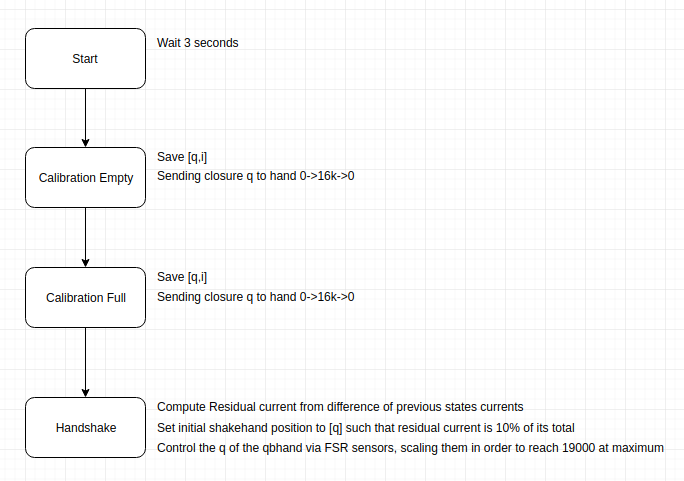 Start
Wait 3 seconds
Calibration Empty
Save [q,i]
Sending closure q to hand 0->16k->0
Calibration Full
Save [q,i]
Sending closure q to hand 0->16k->0
Handshake
Compute Residual current from difference of previous states currents
Set initial shakehand position to [q] such that residual current is 10% of its total
Control the q of the qbhand via FSR sensors, scaling them in order to reach 19000 at maximum